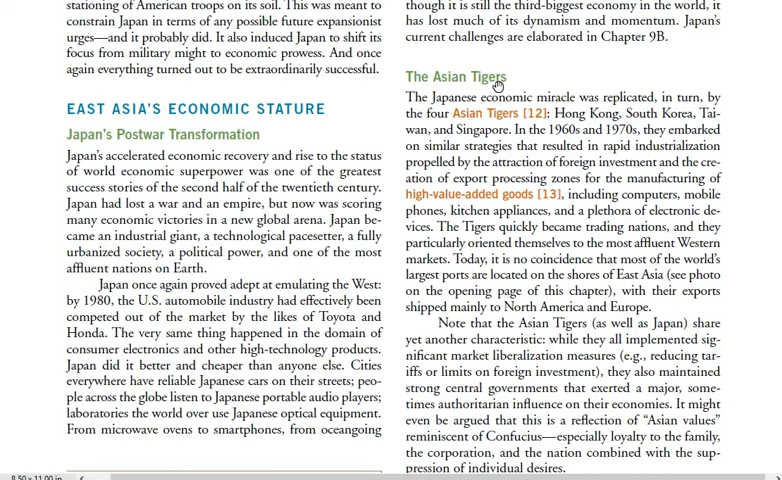 stationing of American troops on its soil. This was meant to
constrain Japan in terms of any possible future expansionist
urges—and it probably did. It also induced Japan to shift its
focus from military might to economic prowess. And once
again everything turned out to be extraordinarily successful.
EAST ASIA'S ECONOMIC STATURE
Japan's Postwar Transformation
Japan's accelerated economic recovery and rise to the status
of world economic superpower was one of the greatest
success stories of the second half of the twentieth century.
Japan had lost a war and an empire, but now was scoring
many economic victories in a new global arena. Japan be-
came an industrial giant, a technological pacesetter, a fully
urbanized society, a political power, and one of the most
affluent nations on Earth.
Japan once again proved adept at emulating the West:
by 1980, the U.S. automobile industry had effectively been
competed out of the market by the likes of Toyota and
Honda. The very same thing happened in the domain of
consumer electronics and other high-technology products.
Japan did it better and cheaper than anyone else. Cities
everywhere have reliable Japanese cars on their streets; peo-
ple across the globe listen to Japanese portable audio players;
laboratories the world over use Japanese optical equipment.
From microwave ovens to smartphones, from oceangoing
though it is still the third-biggest economy in the world, it
has lost much of its dynamism and momentum. Japan's
current challenges are elaborated in Chapter 9B.
The Asian Tigers
The Japanese economic miracle was replicated, in turn, by
the four Asian Tigers [12]: Hong Kong, South Korea, Tai-
wan, and Singapore. In the 1960s and 1970s, they embarked
on similar strategies that resulted in rapid industrialization
propelled by the attraction of foreign investment and the cre-
ation of export processing zones for the manufacturing of
high-value-added goods [13], including computers, mobile
phones, kitchen appliances, and a plethora of electronic de-
vices. The Tigers quickly became trading nations, and they
particularly oriented themselves to the most affluent Western
markets. Today, it is no coincidence that most of the world's
largest ports are located on the shores of East Asia (see photo
on the opening page of this chapter), with their exports
shipped mainly to North America and Europe.
Note that the Asian Tigers (as well as Japan) share
yet another characteristic: while they all implemented sig-
nificant market liberalization measures (e.g., reducing tar-
iffs or limits on foreign investment), they also maintained
strong central governments that exerted a major, some-
times authoritarian influence on their economies. It might
even be argued that this is a reflection of “Asian values”
reminiscent of Confucius—especially loyalty to the family,
the corporation, and the nation combined with the sup-
pression of individual desires.
8.50 x 11.00 in